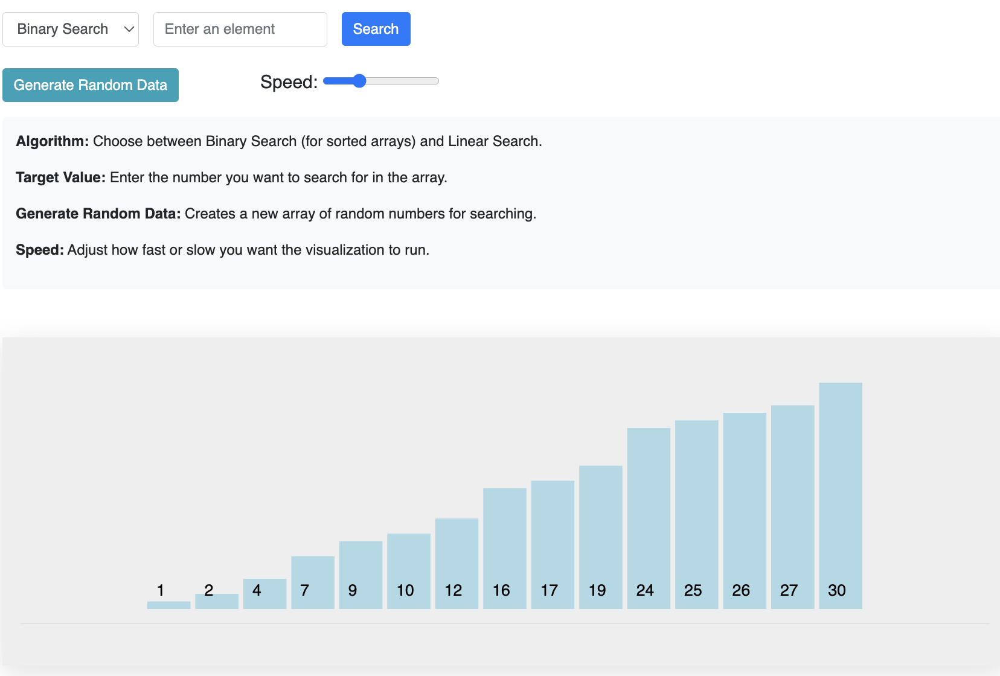 Binary Search
Enter an element
Search
Generate Random Data
Speed:
Algorithm: Choose between Binary Search (for sorted arrays) and Linear Search.
Target Value: Enter the number you want to search for in the array.
Generate Random Data: Creates a new array of random numbers for searching.
Speed: Adjust how fast or slow you want the visualization to run.
1 2 4 7 9 10 12 16 17 19 24 25 26 27 30